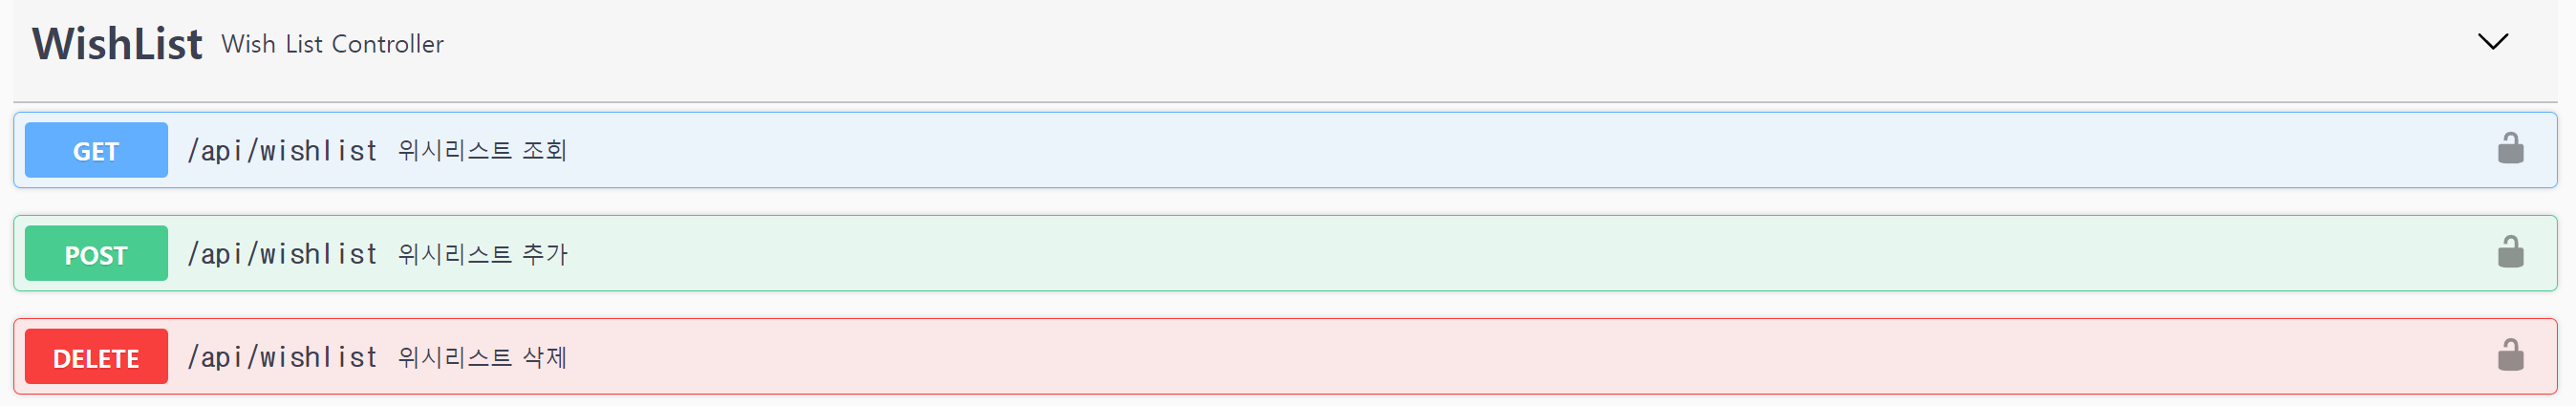 WishList Wish List Controller
GET /api/wishlist 위시리스트 조회
POST /api/wishlist 위시리스트 추가
DELETE /api/wishlist 위시리스트 삭제